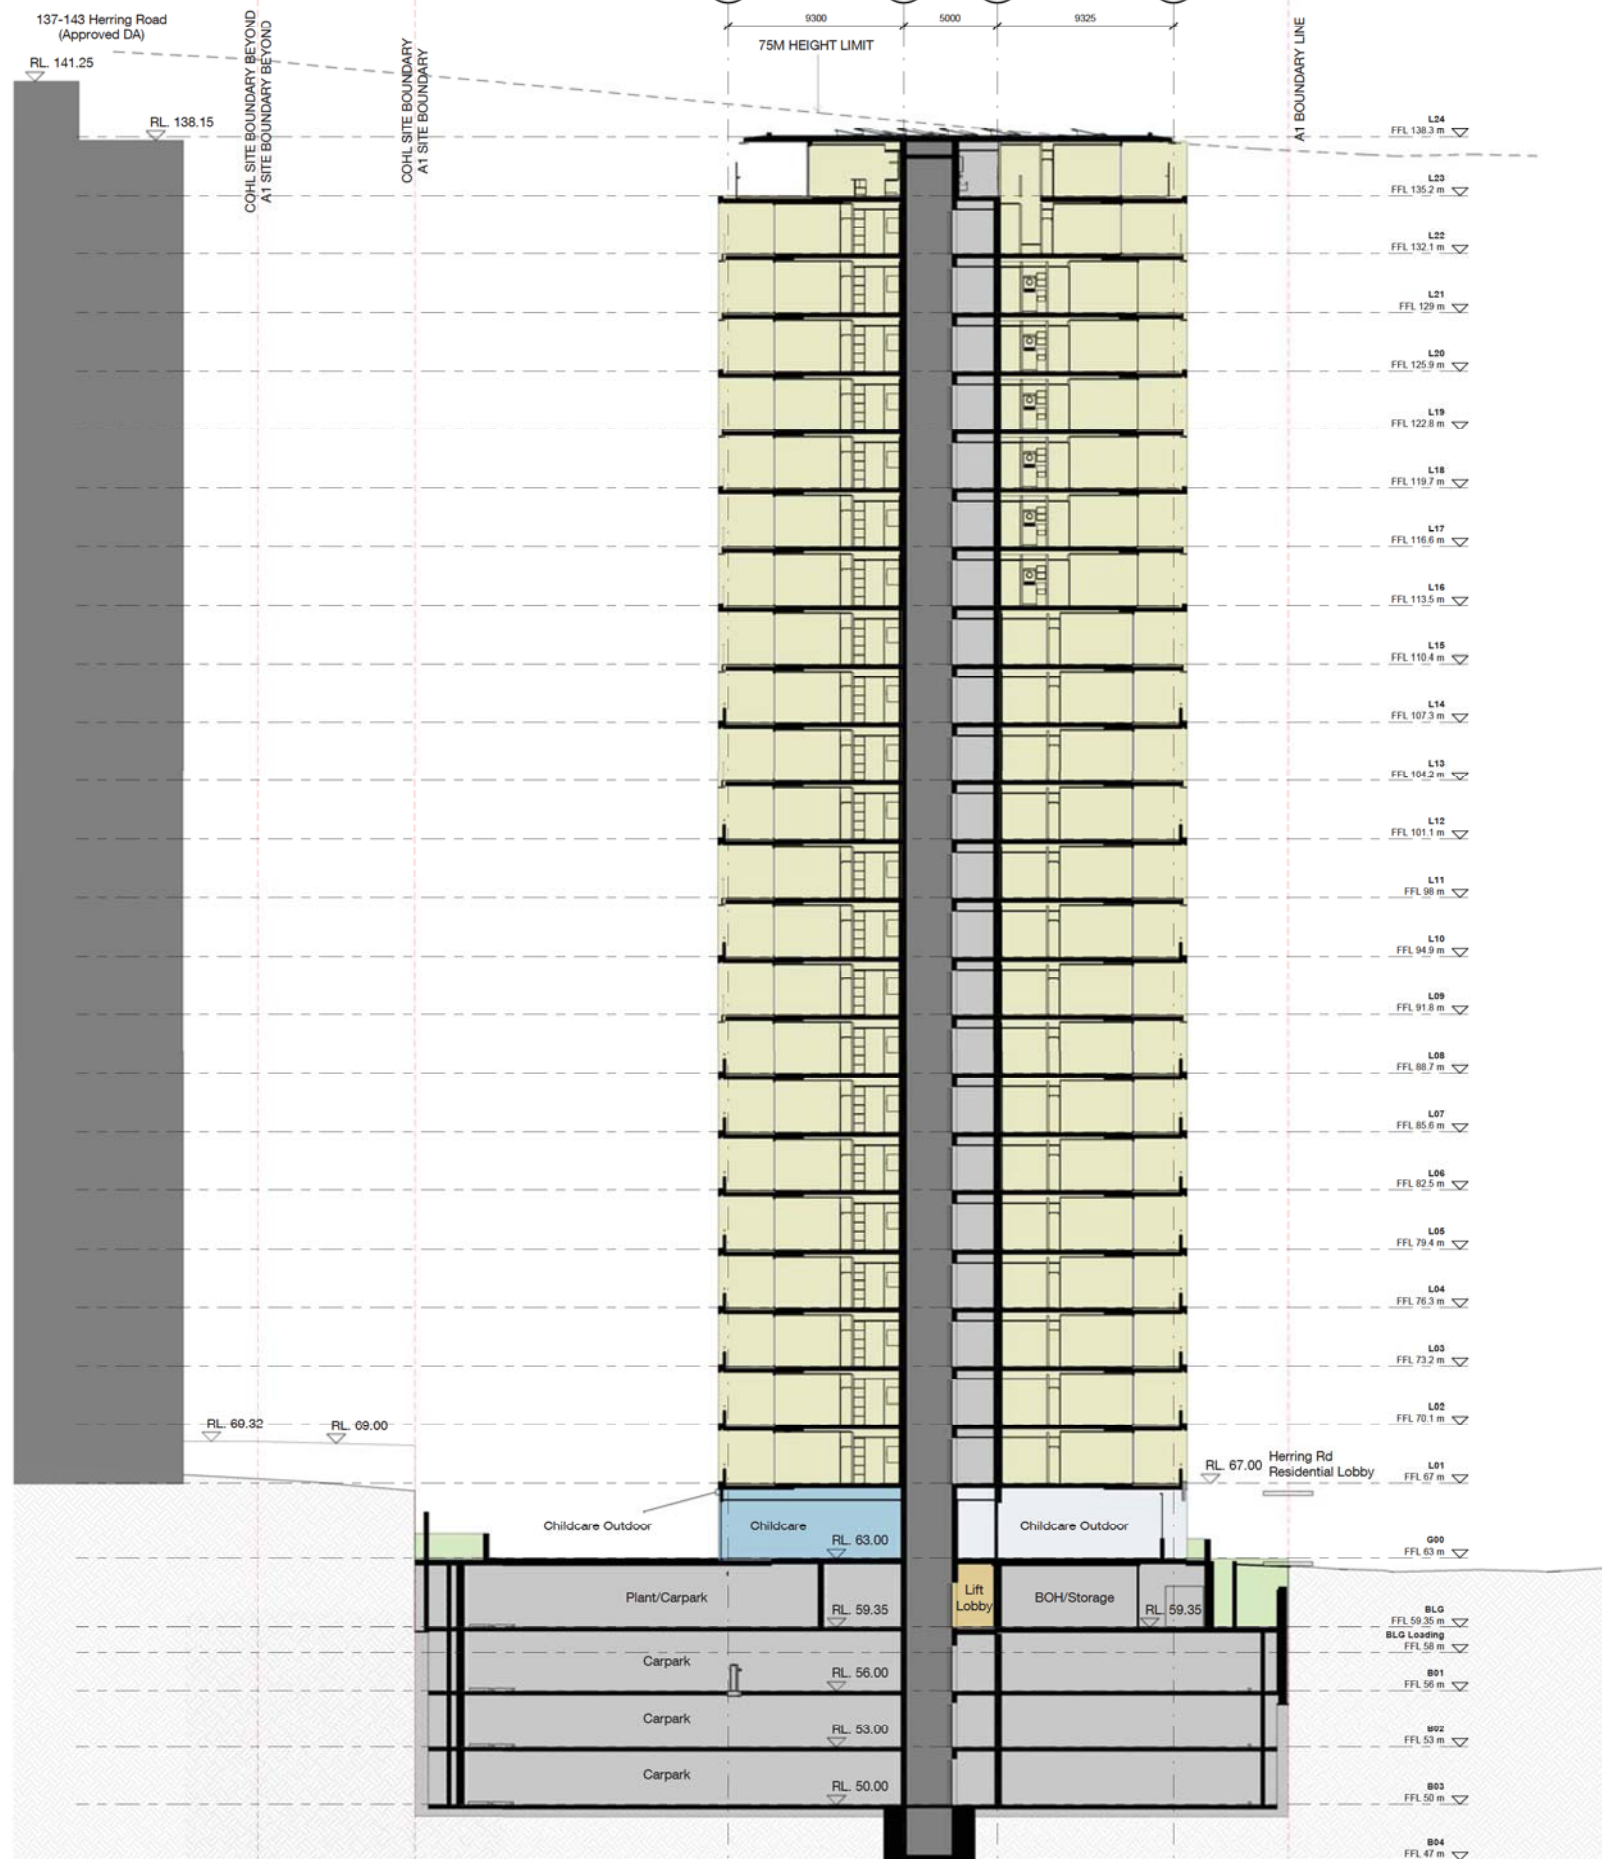 137-143 Herring Road
(Approved DA)
RL. 141.25
RL. 138.15
COHL SITE BOUNDARY BEYOND
A1 SITE BOUNDARY BEYOND
COHL SITE BOUNDARY
A1 SITE BOUNDARY
9300
5000
9325
75M HEIGHT LIMIT
A1 BOUNDARY LINE
L24
FFL 138.3 m
L23
FFL 135.2 m
L22
FFL 132.1 m
L21
FFL 129 m
L20
FFL 125.9 m
L19
FFL 122.8 m
L18
FFL 119.7 m
L17
FFL 116.6 m
L16
FFL 113.5 m
L15
FFL 110.4 m
L14
FFL 107.3 m
L13
FFL 104.2 m
L12
FFL 101.1 m
L11
FFL 98 m
L10
FFL 94.9 m
L09
FFL 91.8 m
L08
FFL 88.7 m
L07
FFL 85.6 m
L06
FFL 82.5 m
L05
FFL 79.4 m
L04
FFL 76.3 m
L03
FFL 73.2 m
L02
FFL 70.1 m
L01
FFL 67 m
G00
FFL 63 m
BLG
FFL 59.35 m
BLG Loading
FFL 58 m
B01
FFL 56 m
B02
FFL 53 m
B03
FFL 50 m
B04
FFL 47 m
RL. 69.32
RL. 69.00
RL. 67.00
Herring Rd
Residential Lobby
Childcare Outdoor
Childcare
RL. 63.00
Childcare Outdoor
Plant/Carpark
RL. 59.35
Lift
Lobby
BOH/Storage
RL. 59.35
Carpark
RL. 56.00
Carpark
RL. 53.00
Carpark
RL. 50.00